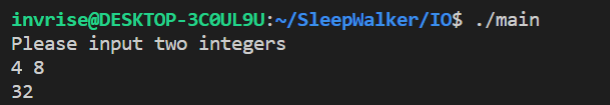 invrise@DESKTOP-3C0UL9U:~/SleepWalker/IO$ ./main
Please input two integers
4 8
32